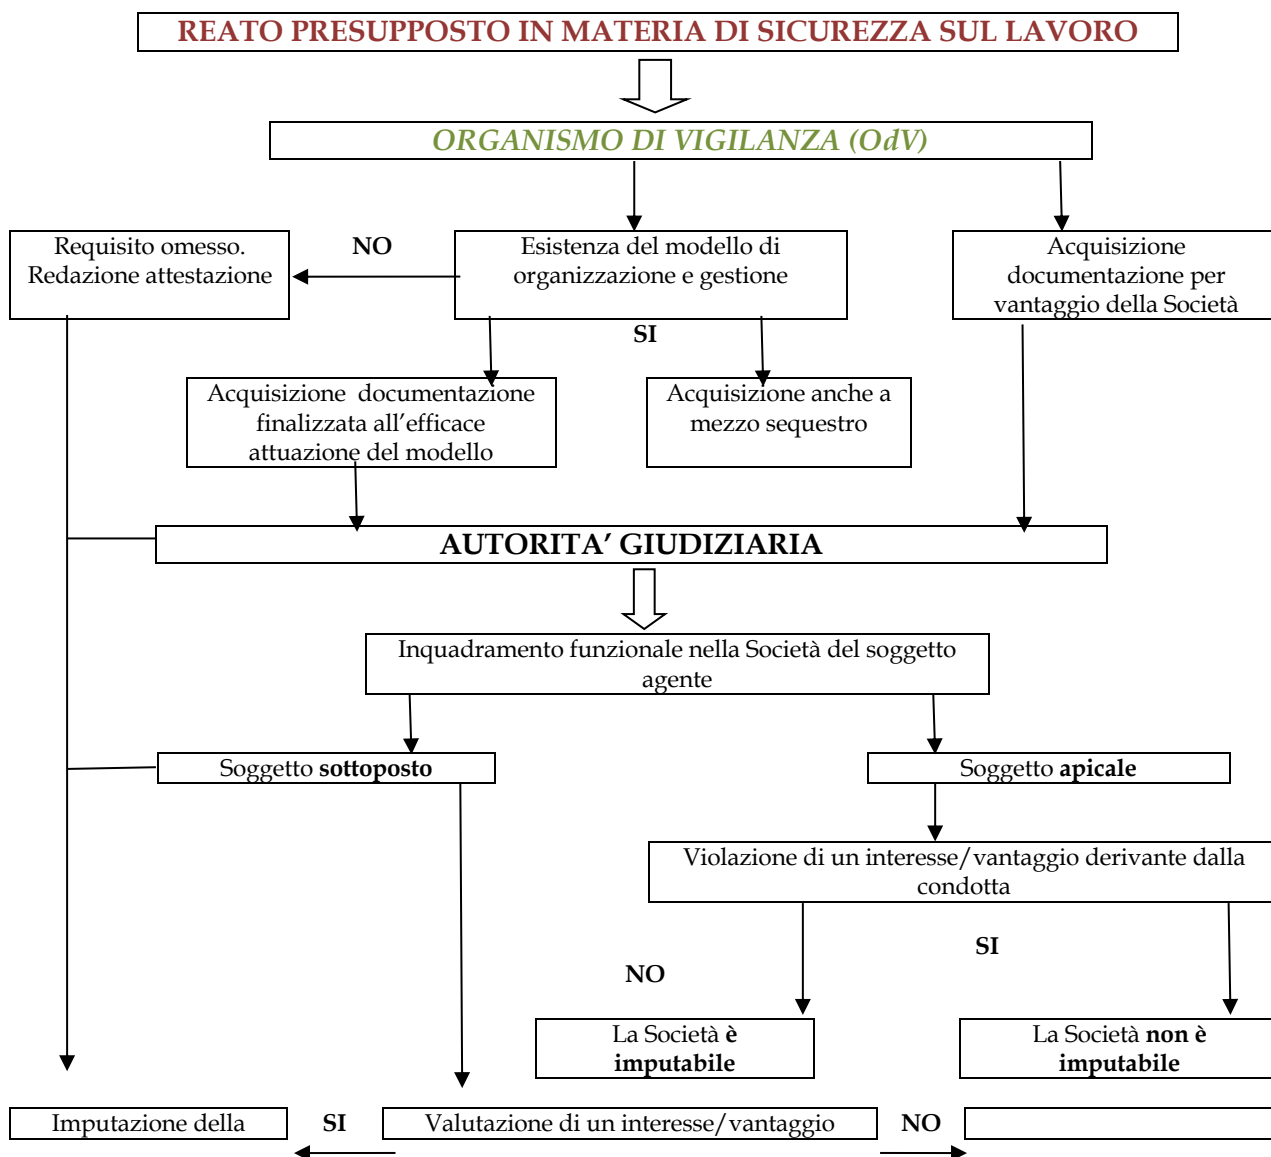 REATO PRESUPPOSTO IN MATERIA DI SICUREZZA SUL LAVORO
ORGANISMO DI VIGILANZA (OdV)
Requisito omesso.
Redazione attestazione
NO
Esistenza del modello di
organizzazione e gestione
Acquisizione
documentazione per
vantaggio della Società
SI
Acquisizione documentazione
finalizzata all’efficace
attuazione del modello
Acquisizione anche a
mezzo sequestro
AUTORITA’ GIUDIZIARIA
Inquadramento funzionale nella Società del soggetto
agente
Soggetto sottoposto
Soggetto apicale
Violazione di un interesse/vantaggio derivante dalla
condotta
SI
NO
La Società è
imputabile
La Società non è
imputabile
Imputazione della
SI
Valutazione di un interesse/vantaggio
NO